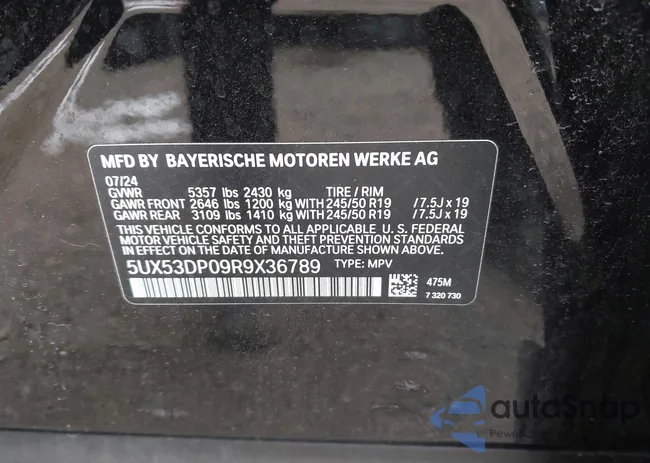 MFD BY BAYERISCHE MOTOREN WERKE AG
07/24
GVWR 5357 lbs 2430 kg TIRE / RIM
GAWR FRONT 2646 lbs 1200 kg WITH 245/50 R19 / 7.5J x 19
GAWR REAR 3109 lbs 1410 kg WITH 245/50 R19 / 7.5J x 19
THIS VEHICLE CONFORMS TO ALL APPLICABLE U. S. FEDERAL
MOTOR VEHICLE SAFETY AND THEFT PREVENTION STANDARDS IN
EFFECT ON THE DATE OF MANUFACTURE SHOWN ABOVE.
5UX53DP09R9X36789 TYPE: MPV
475M
7 320 730
autoSnap